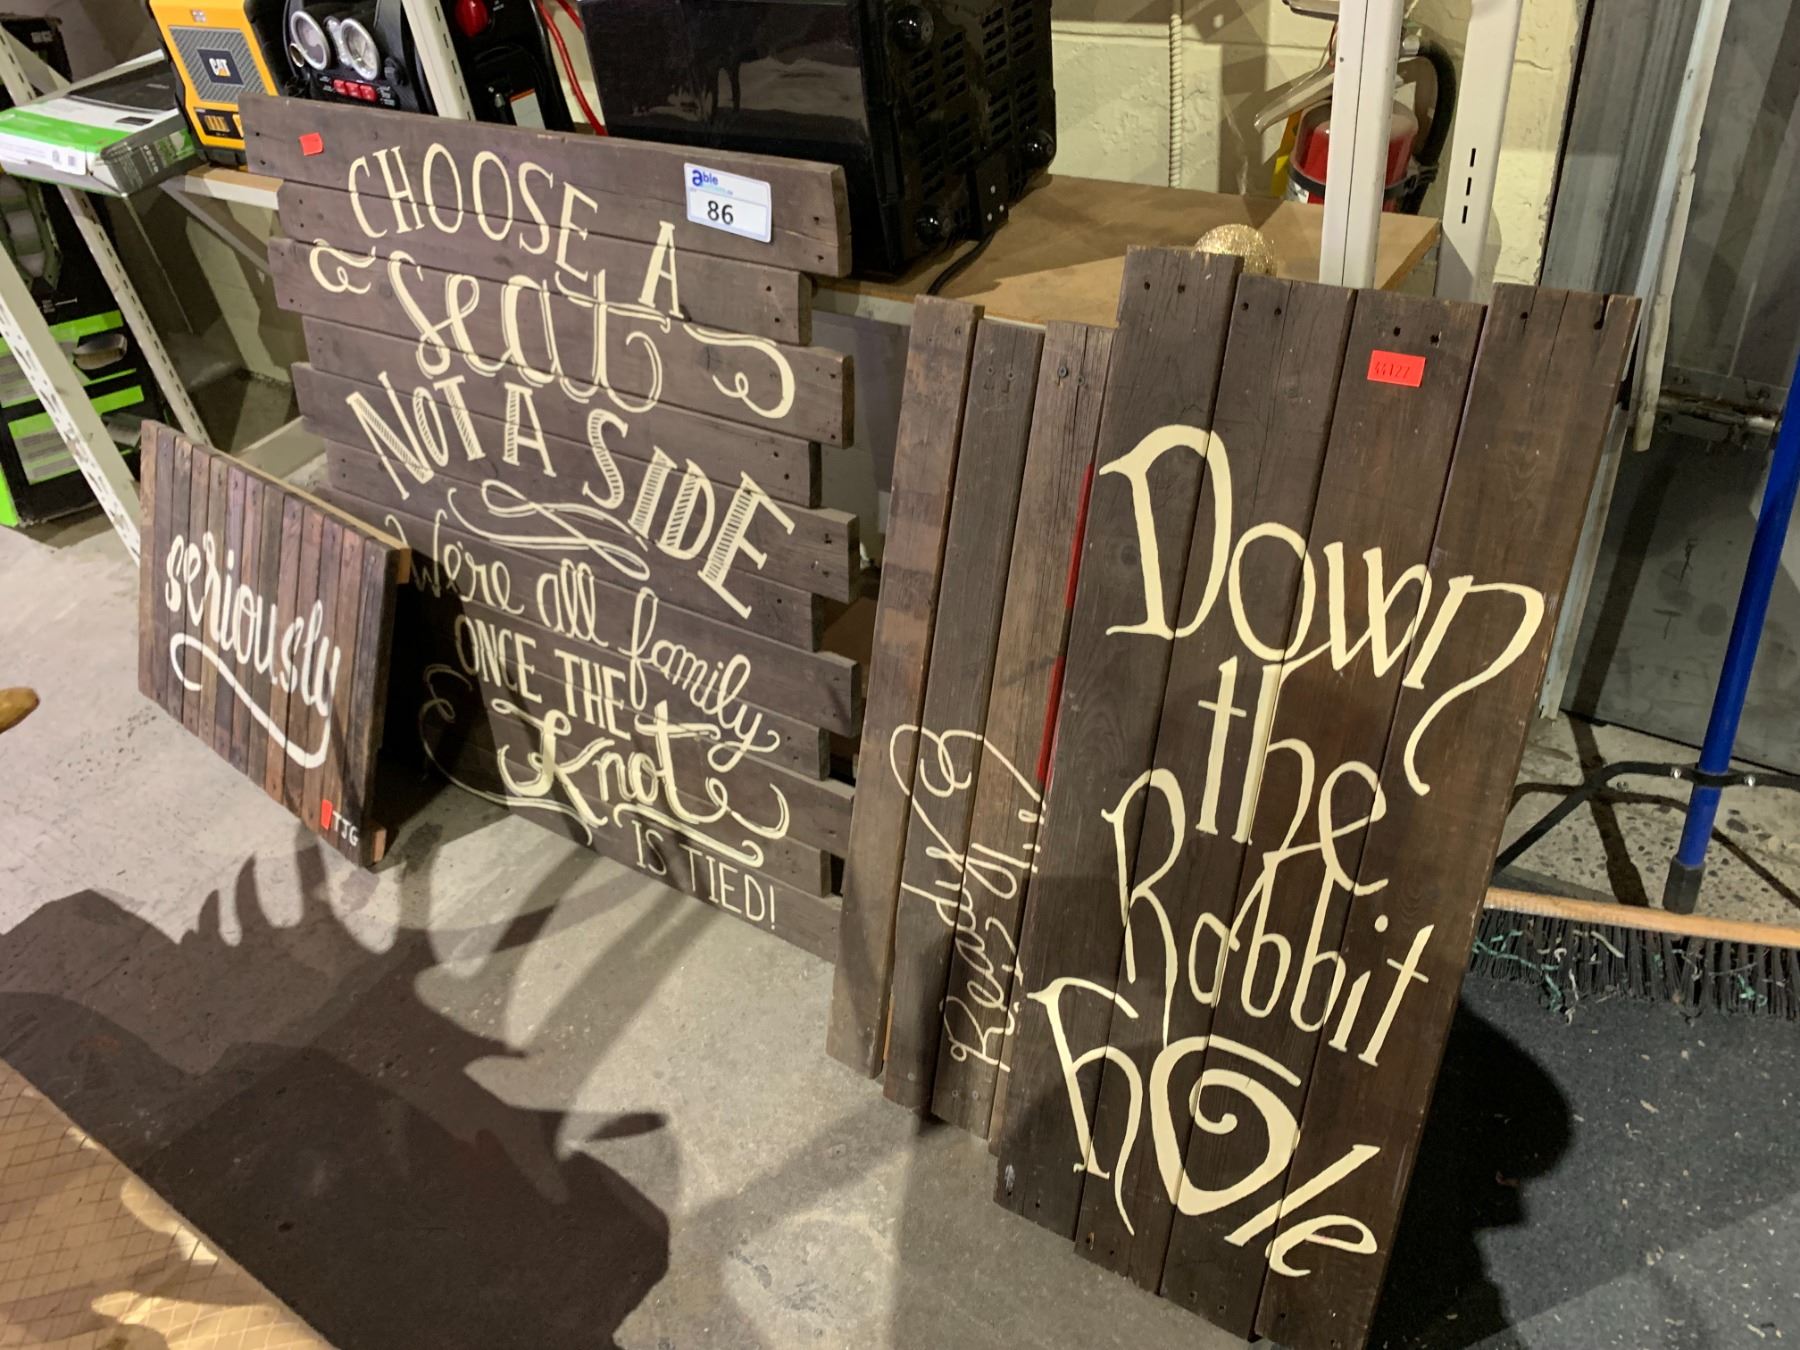 CAT
able
86
CHOOSE A
seat
NOT A SIDE
We're all family
ONCE THE
Knot
IS TIED!
seriously
TJG
Down
the
Rabbit
hole